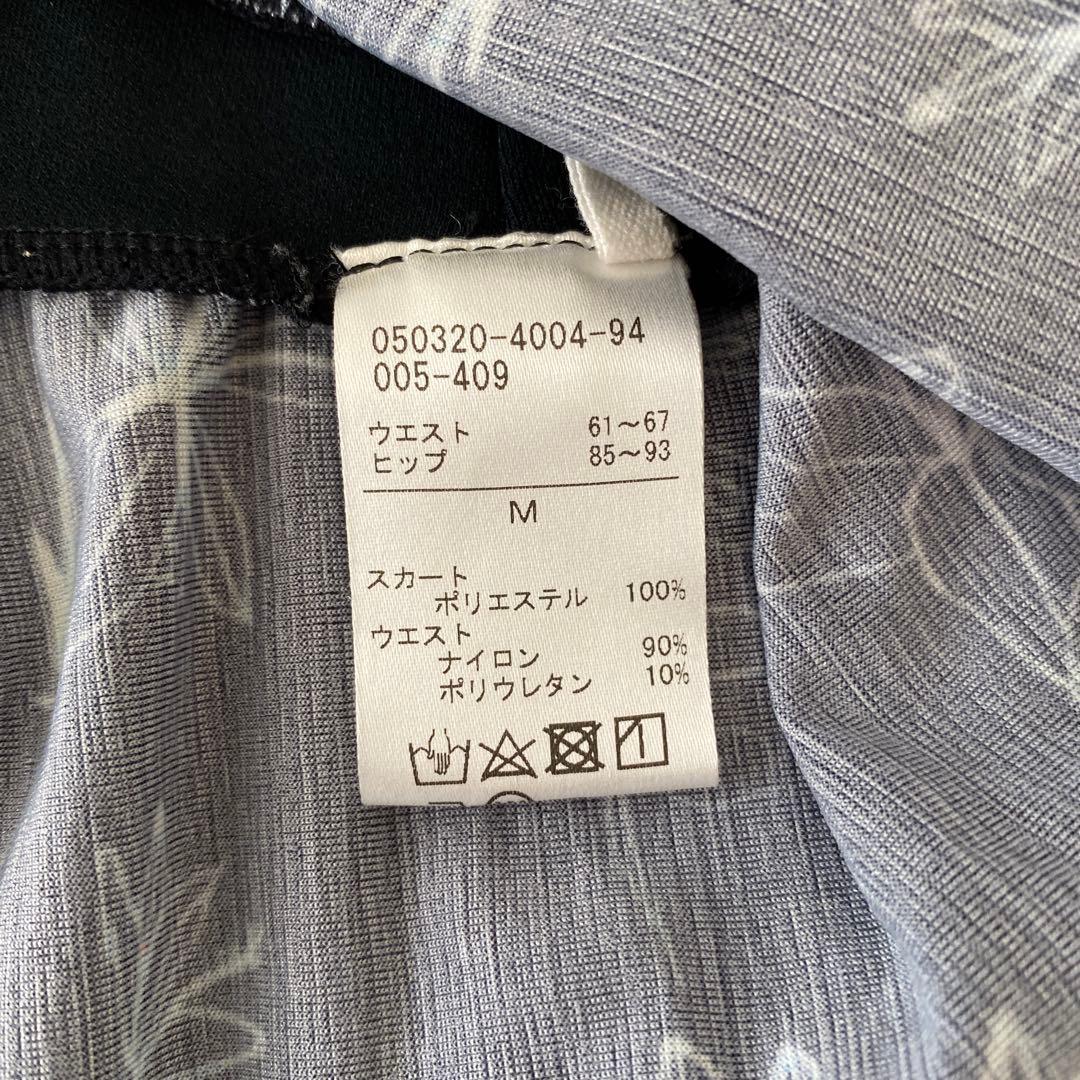 050320-4004-94
005-409
ウエスト 61～67
ヒップ 85～93
M
スカート
ポリエステル 100%
ウエスト
ナイロン 90%
ポリウレタン 10%